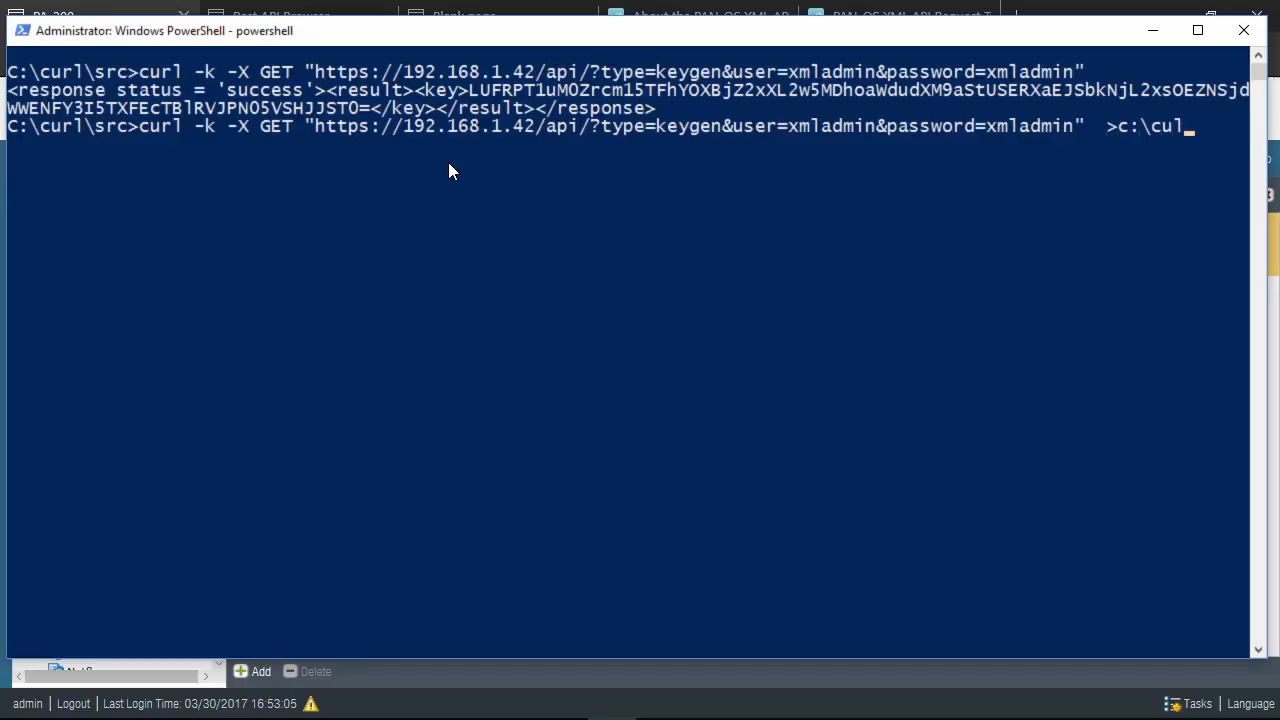 Administrator: Windows PowerShell - powershell
C:\curl\src>curl -k -X GET "https://192.168.1.42/api/?type=keygen&user=xmladmin&password=xmladmin"
<response status = 'success'><result><key>LUFRPT1uMOZrcm15TFhYOXBjZ2xXL2w5MDhoaWdudXM9aStUSERXaEJSbkNjL2xsOEZNSjd
WWENFY3I5TXFEcTBlRVJPNO5VSHJJST0=</key></result></response>
C:\curl\src>curl -k -X GET "https://192.168.1.42/api/?type=keygen&user=xmladmin&password=xmladmin"  >c:\cul_
Add Delete
admin Logout Last Login Time: 03/30/2017 16:53:05 Tasks Language